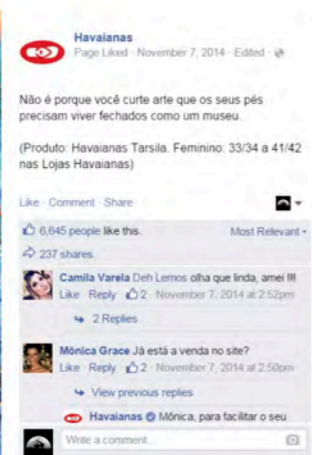 Havaianas
Page Liked · November 7, 2014 · Edited ·
Não é porque você curte arte que os seus pés
precisam viver fechados como um museu.
(Produto: Havaianas Tarsila. Feminino: 33/34 a 41/42
nas Lojas Havaianas)
Like · Comment · Share
6,645 people like this.
Most Relevant
237 shares
Camila Varela Deh Lemos olha que linda, amei !!!
Like · Reply · 2 · November 7, 2014 at 2:52pm
2 Replies
Mônica Grace Já está a venda no site?
Like · Reply · 2 · November 7, 2014 at 2:50pm
View previous replies
Havaianas Mônica, para facilitar o seu
Write a comment...